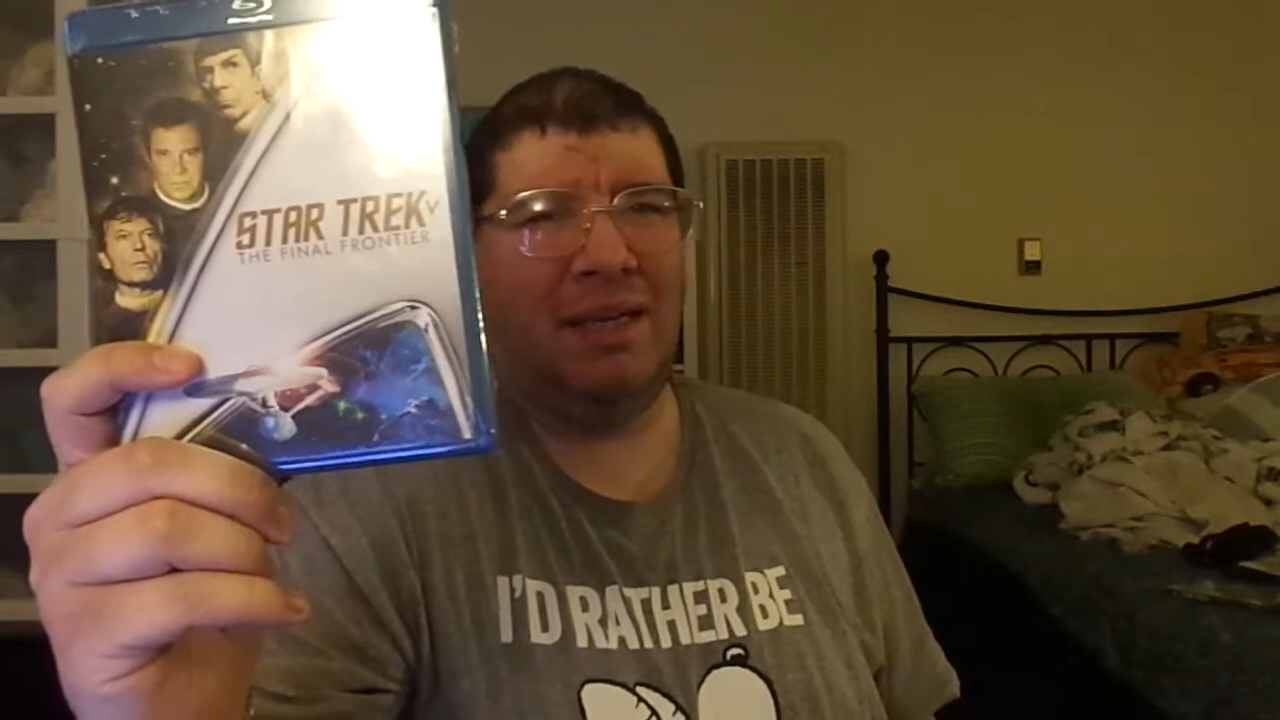 STAR TREK V
THE FINAL FRONTIER
I'D RATHER BE